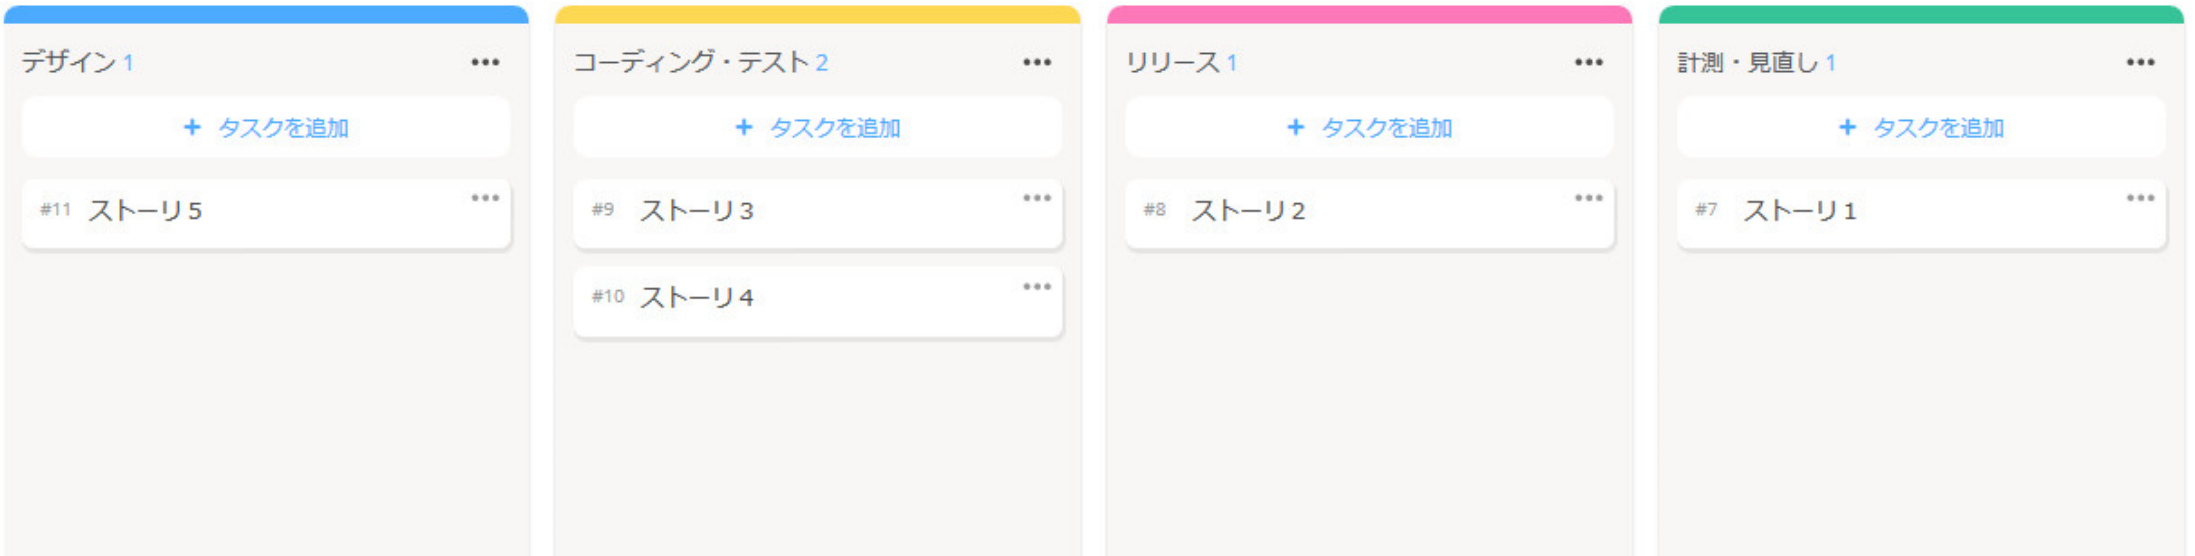 デザイン 1
+ タスクを追加
#11 ストーリ5
コーディング・テスト 2
+ タスクを追加
#9 ストーリ3
#10 ストーリ4
リリース 1
+ タスクを追加
#8 ストーリ2
計測・見直し 1
+ タスクを追加
#7 ストーリ1